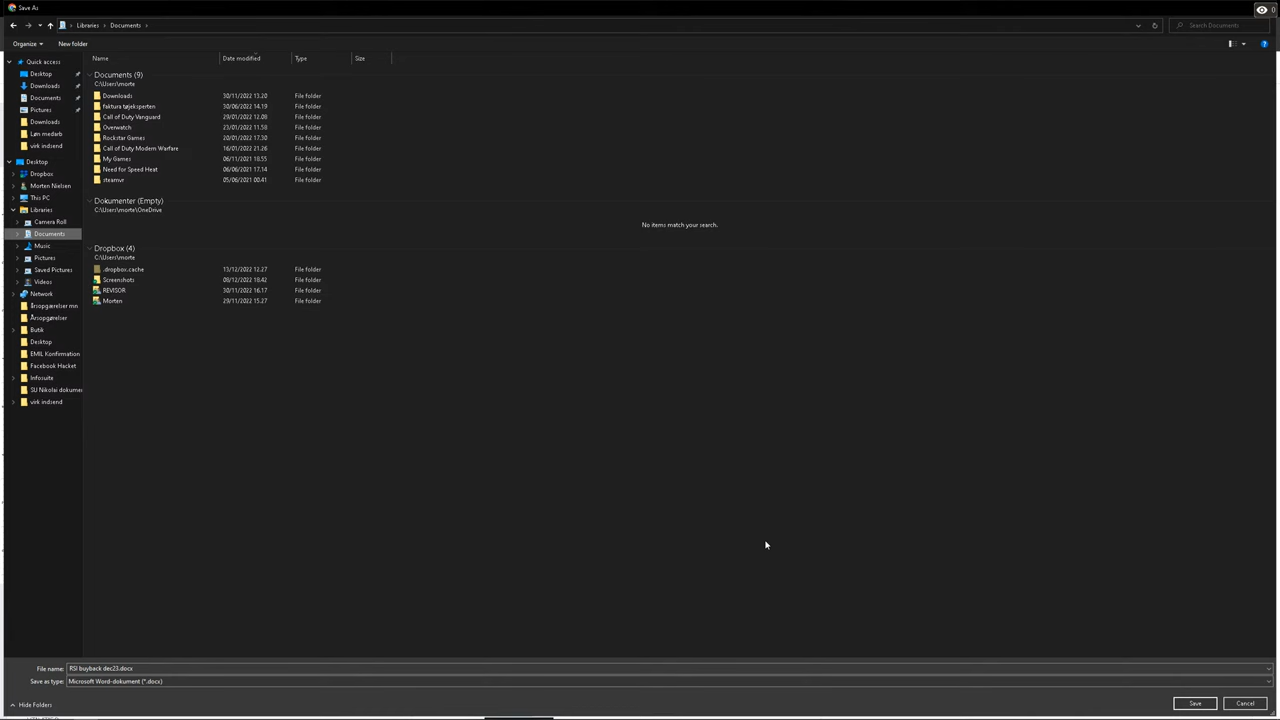 Save As
0
Libraries
Documents
Search Documents
Organize
New folder
Quick access
Desktop
Downloads
Documents
Pictures
Downloads
Løn medarb
virk indsend
Desktop
Dropbox
Morten Nielsen
This PC
Libraries
Camera Roll
Documents
Music
Pictures
Saved Pictures
Videos
Network
årsopgærelser mn
Årsopgørelser
Butik
Desktop
EMIL Konfirmation
Facebook Hacket
Infosuite
SU Nikolai dokume
virk indsend
Name Date modified Type Size
Documents (9)
C:\Users\morte
Downloads 30/11/2022 13.20 File folder
faktura tøjeksperten 30/06/2022 14.19 File folder
Call of Duty Vanguard 29/01/2022 12.08 File folder
Overwatch 23/01/2022 11.58 File folder
Rockstar Games 20/01/2022 17.30 File folder
Call of Duty Modern Warfare 16/01/2022 21.26 File folder
My Games 06/11/2021 18.55 File folder
Need for Speed Heat 06/06/2021 17.14 File folder
steamvr 05/06/2021 00.41 File folder
Dokumenter (Empty)
C:\Users\morte\OneDrive
No items match your search.
Dropbox (4)
C:\Users\morte
.dropbox.cache 13/12/2022 12.27 File folder
Screenshots 08/12/2022 18.42 File folder
REVISOR 30/11/2022 16.17 File folder
Morten 29/11/2022 15.27 File folder
File name: RSI buyback dec23.docx
Save as type: Microsoft Word-dokument (*.docx)
Hide Folders
Save
Cancel